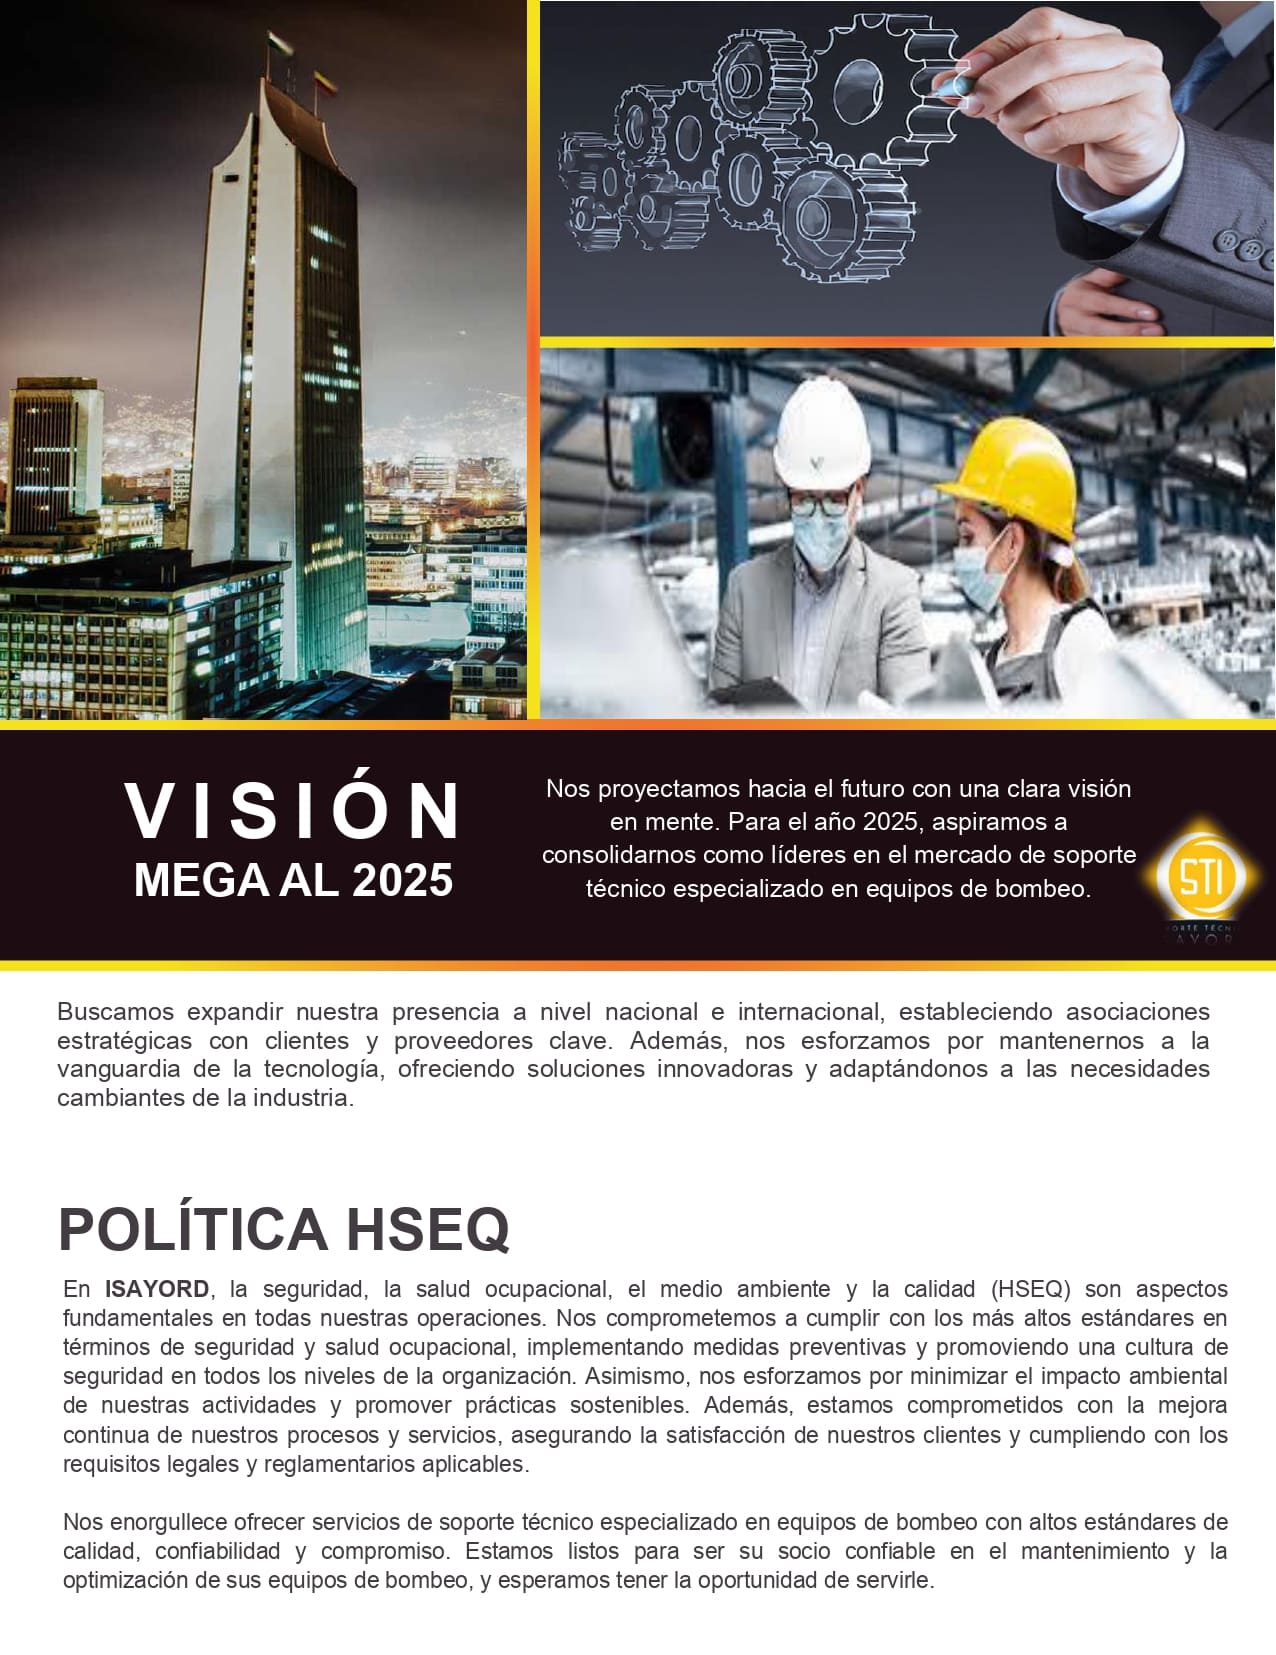 VISIÓN
MEGA AL 2025
Nos proyectamos hacia el futuro con una clara visión
en mente. Para el año 2025, aspiramos a
consolidarnos como líderes en el mercado de soporte
técnico especializado en equipos de bombeo.
STI
Buscamos expandir nuestra presencia a nivel nacional e internacional, estableciendo asociaciones
estratégicas con clientes y proveedores clave. Además, nos esforzamos por mantenernos a la
vanguardia de la tecnología, ofreciendo soluciones innovadoras y adaptándonos a las necesidades
cambiantes de la industria.
POLÍTICA HSEQ
En ISAYORD, la seguridad, la salud ocupacional, el medio ambiente y la calidad (HSEQ) son aspectos
fundamentales en todas nuestras operaciones. Nos comprometemos a cumplir con los más altos estándares en
términos de seguridad y salud ocupacional, implementando medidas preventivas y promoviendo una cultura de
seguridad en todos los niveles de la organización. Asimismo, nos esforzamos por minimizar el impacto ambiental
de nuestras actividades y promover prácticas sostenibles. Además, estamos comprometidos con la mejora
continua de nuestros procesos y servicios, asegurando la satisfacción de nuestros clientes y cumpliendo con los
requisitos legales y reglamentarios aplicables.
Nos enorgullece ofrecer servicios de soporte técnico especializado en equipos de bombeo con altos estándares de
calidad, confiabilidad y compromiso. Estamos listos para ser su socio confiable en el mantenimiento y la
optimización de sus equipos de bombeo, y esperamos tener la oportunidad de servirle.